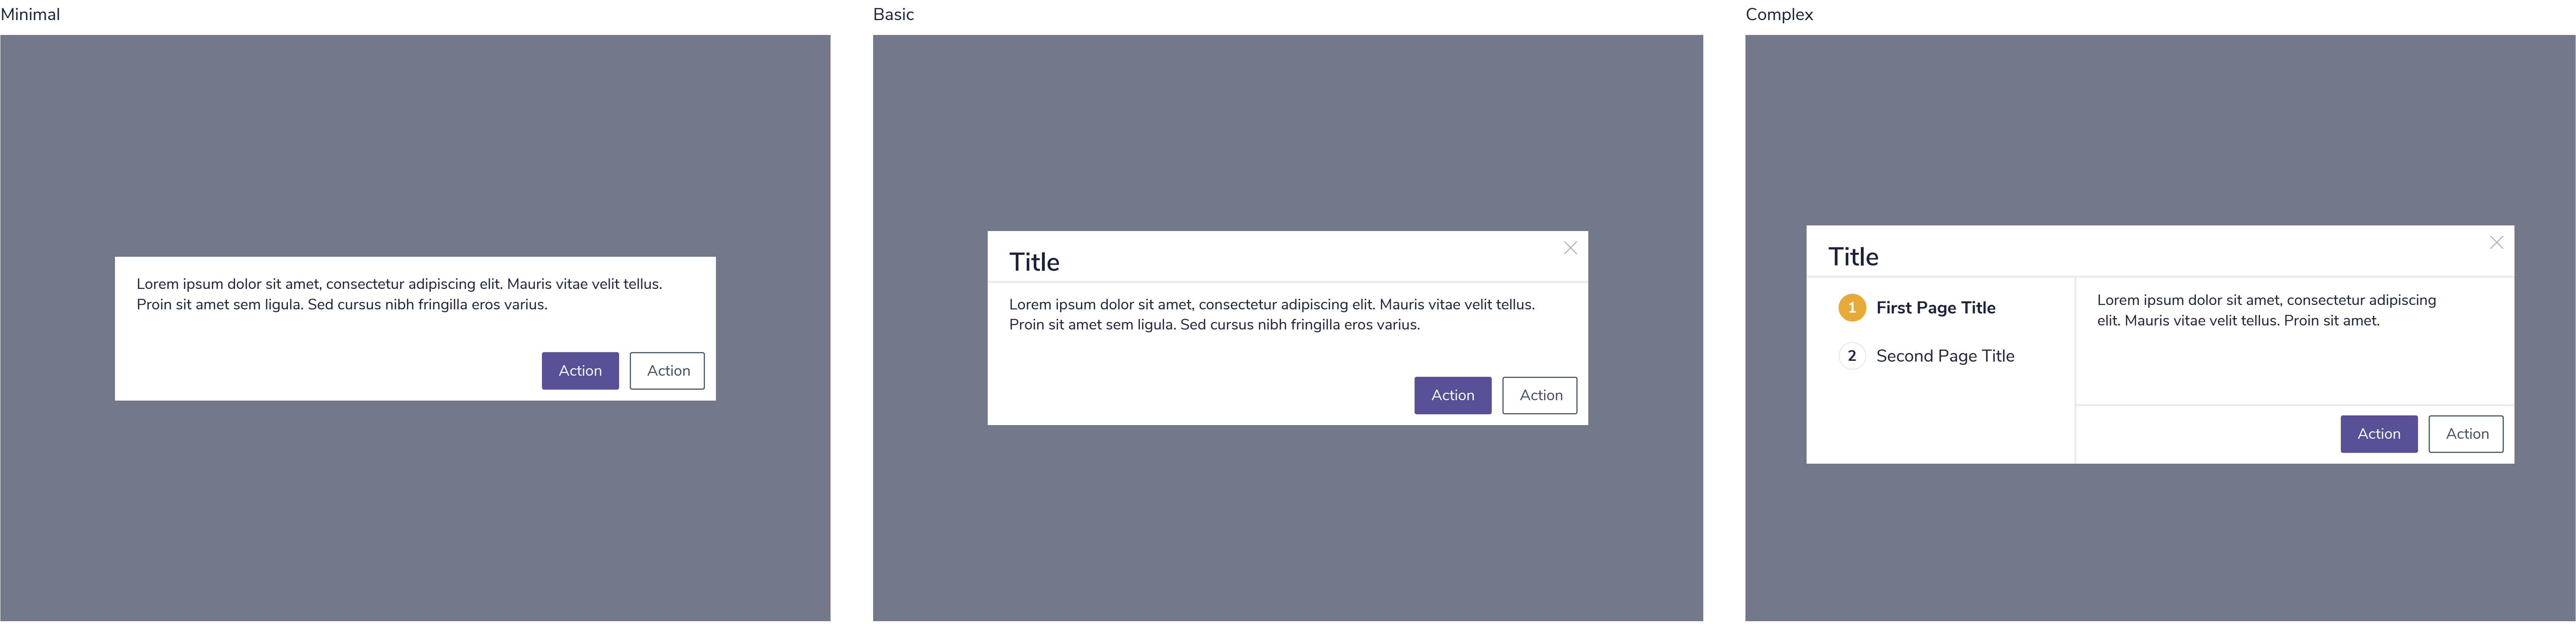 Minimal
Lorem ipsum dolor sit amet, consectetur adipiscing elit. Mauris vitae velit tellus.
Proin sit amet sem ligula. Sed cursus nibh fringilla eros varius.
Action
Action
Basic
Title
Lorem ipsum dolor sit amet, consectetur adipiscing elit. Mauris vitae velit tellus.
Proin sit amet sem ligula. Sed cursus nibh fringilla eros varius.
Action
Action
Complex
Title
1 First Page Title
2 Second Page Title
Lorem ipsum dolor sit amet, consectetur adipiscing
elit. Mauris vitae velit tellus. Proin sit amet.
Action
Action